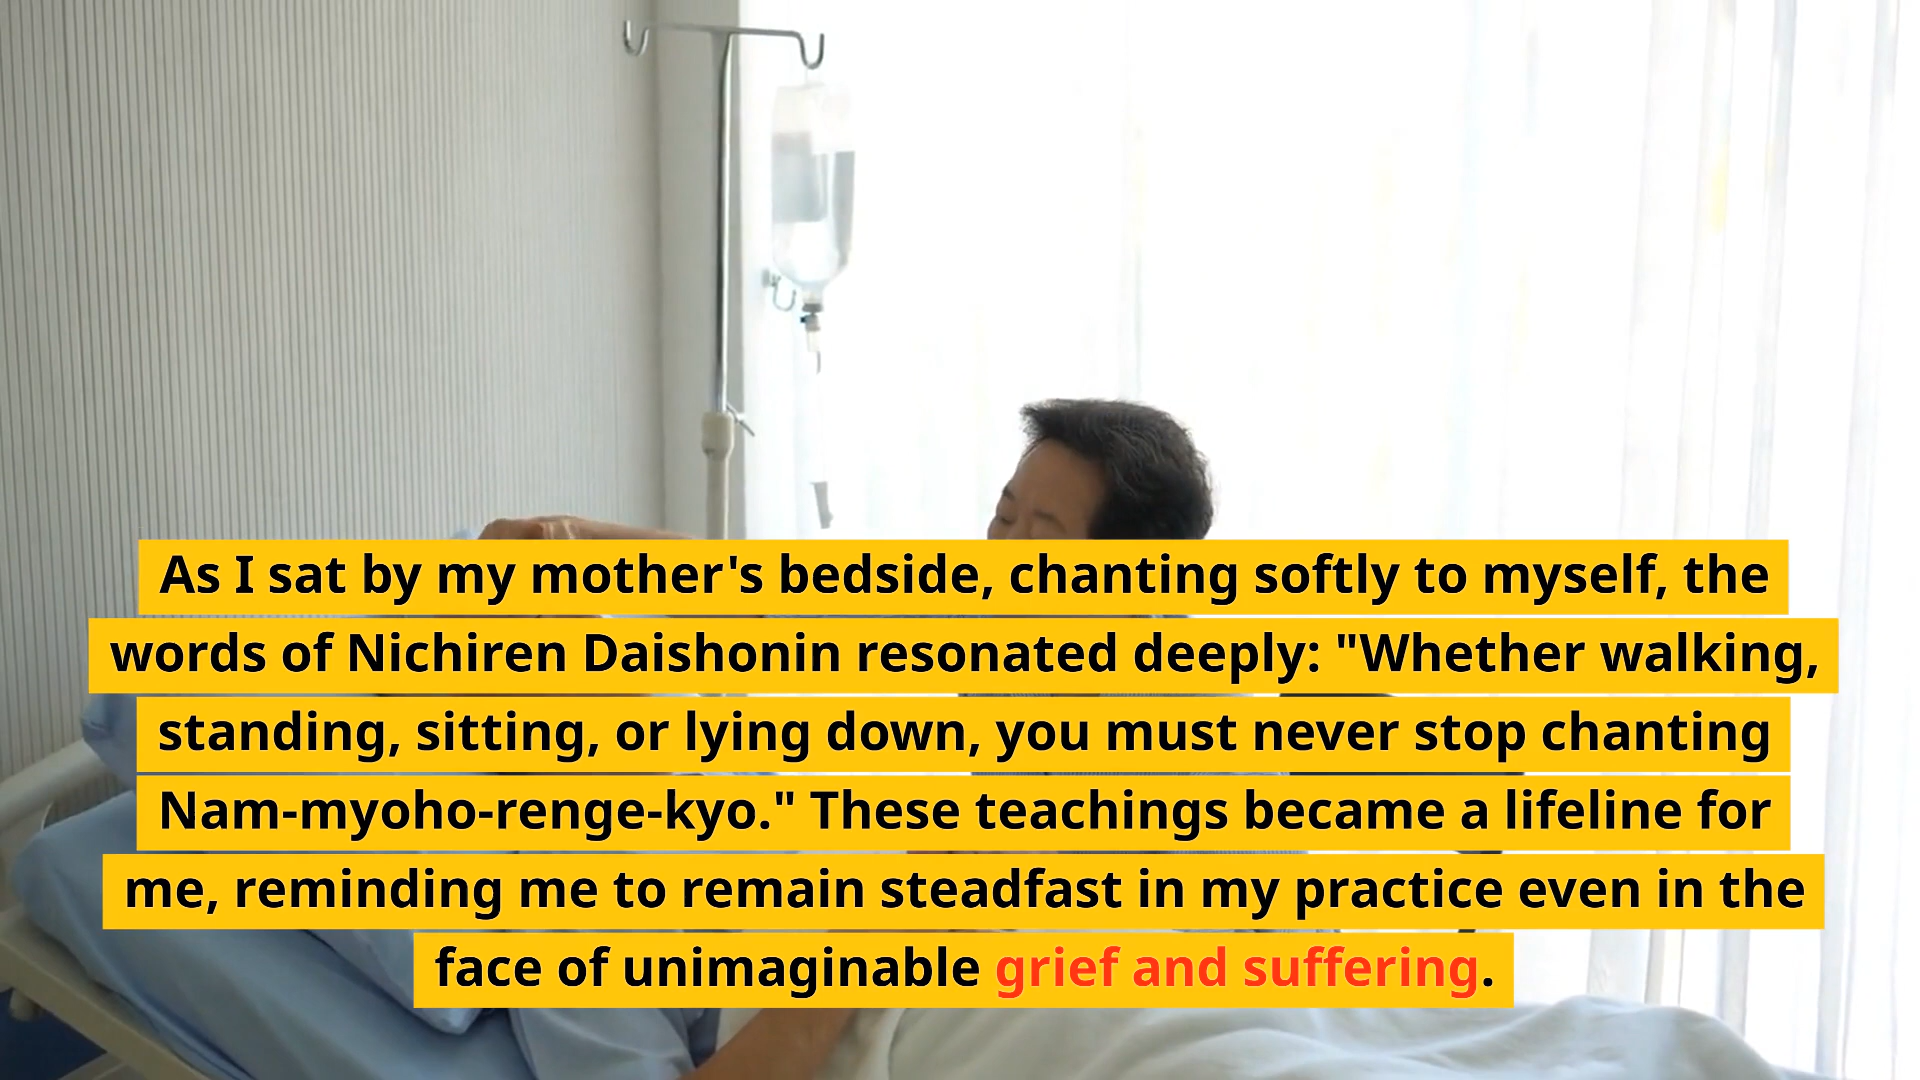 As I sat by my mother's bedside, chanting softly to myself, the
words of Nichiren Daishonin resonated deeply: "Whether walking,
standing, sitting, or lying down, you must never stop chanting
Nam-myoho-renge-kyo." These teachings became a lifeline for
me, reminding me to remain steadfast in my practice even in the
face of unimaginable grief and suffering.